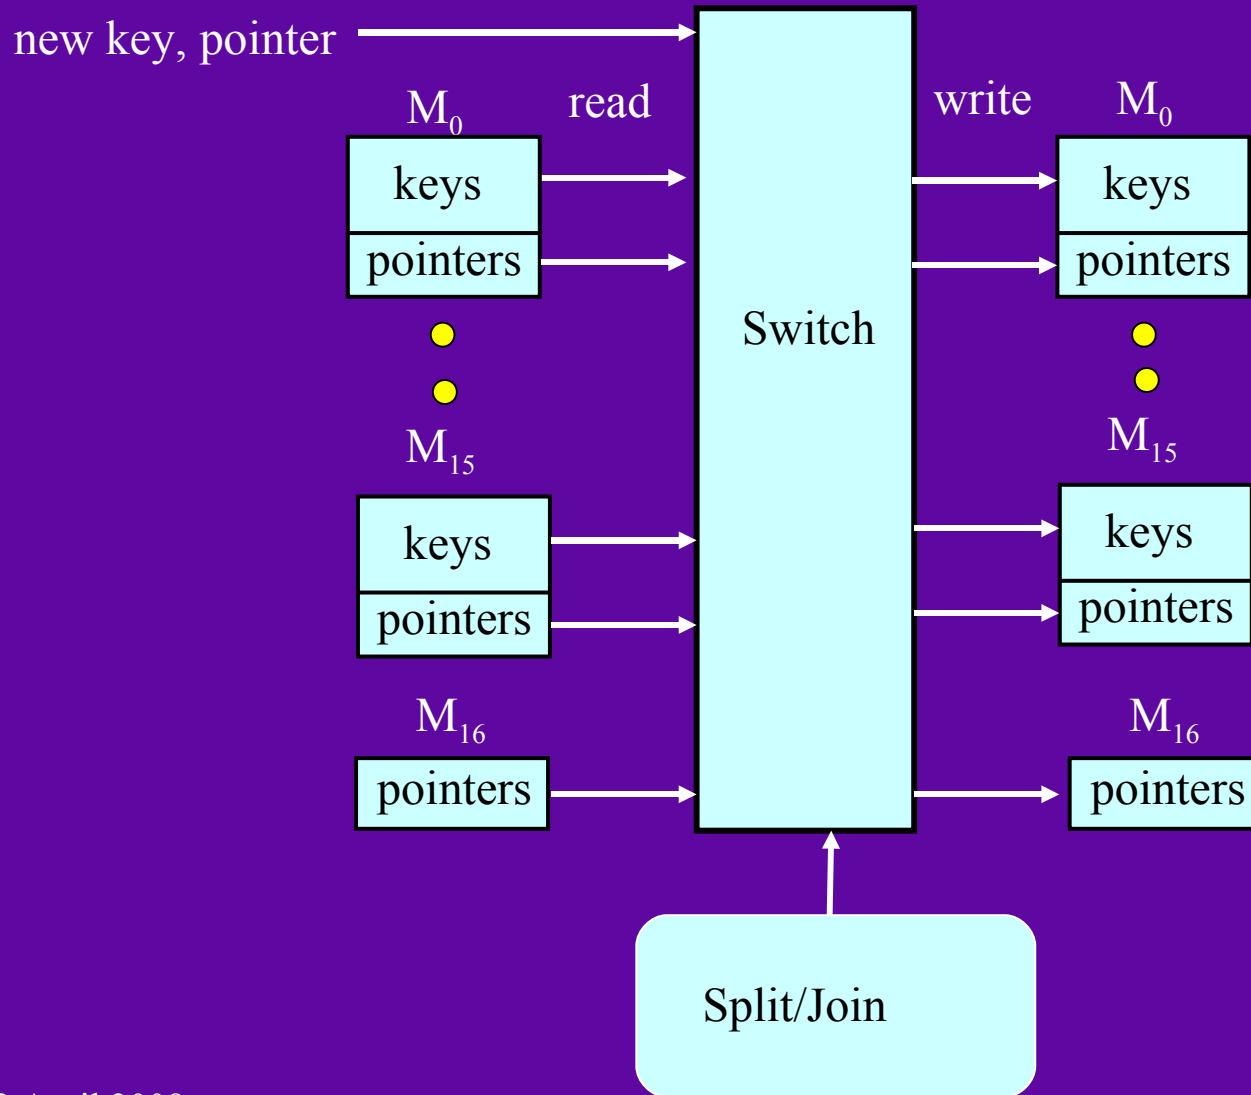 new key, pointer
M₀ read
write M₀
keys
keys
pointers
pointers
Switch
M₁₅
M₁₅
keys
keys
pointers
pointers
M₁₆
M₁₆
pointers
pointers
Split/Join